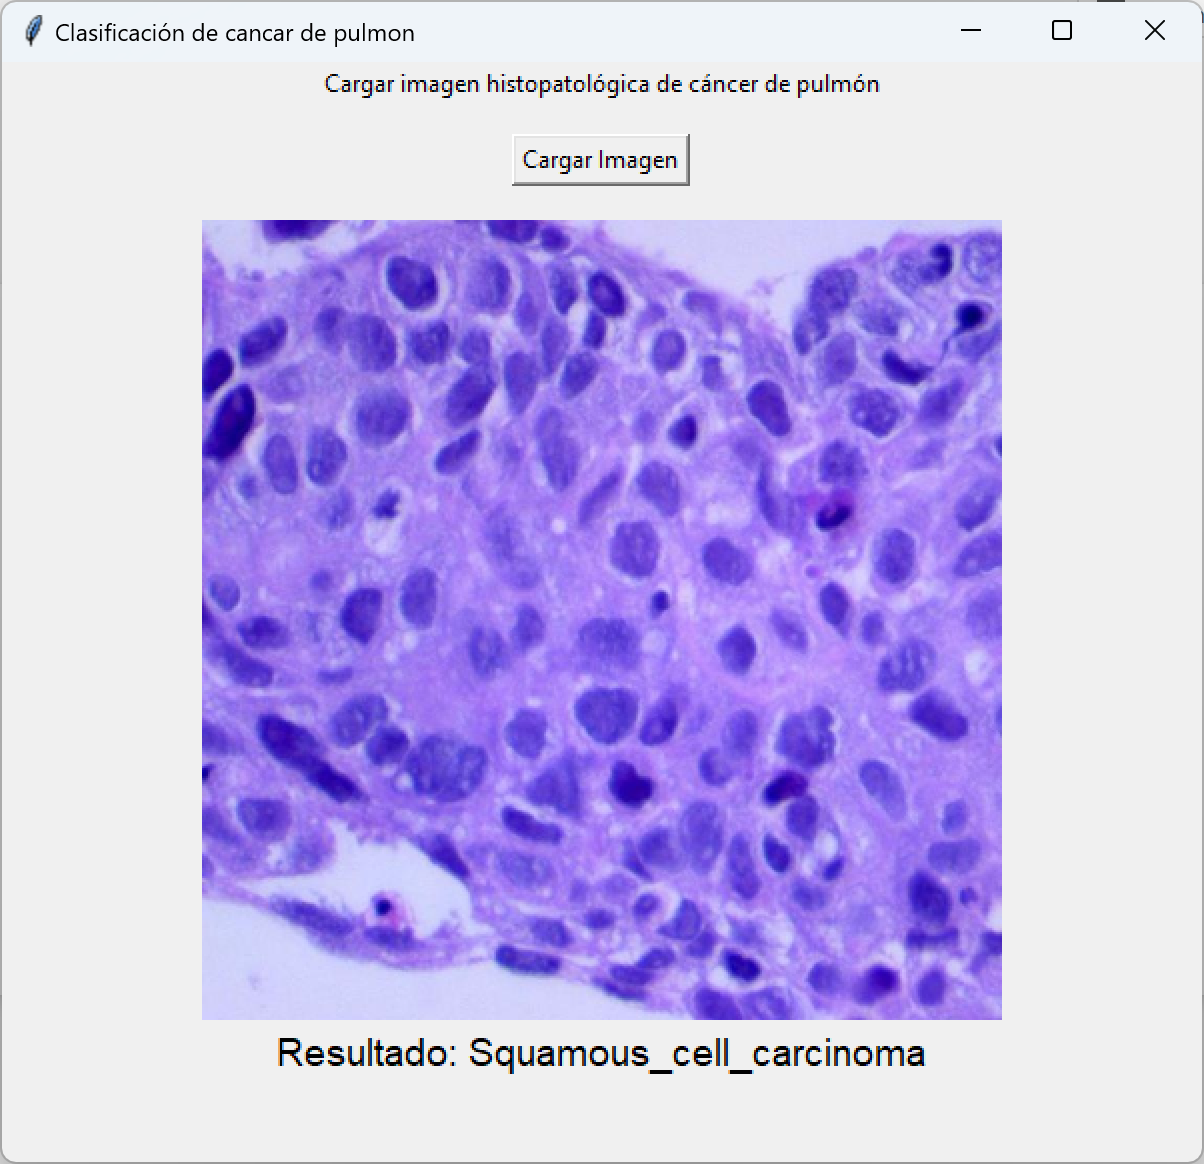 Clasificación de cancar de pulmon
Cargar imagen histopatológica de cáncer de pulmón
Cargar Imagen
Resultado: Squamous_cell_carcinoma